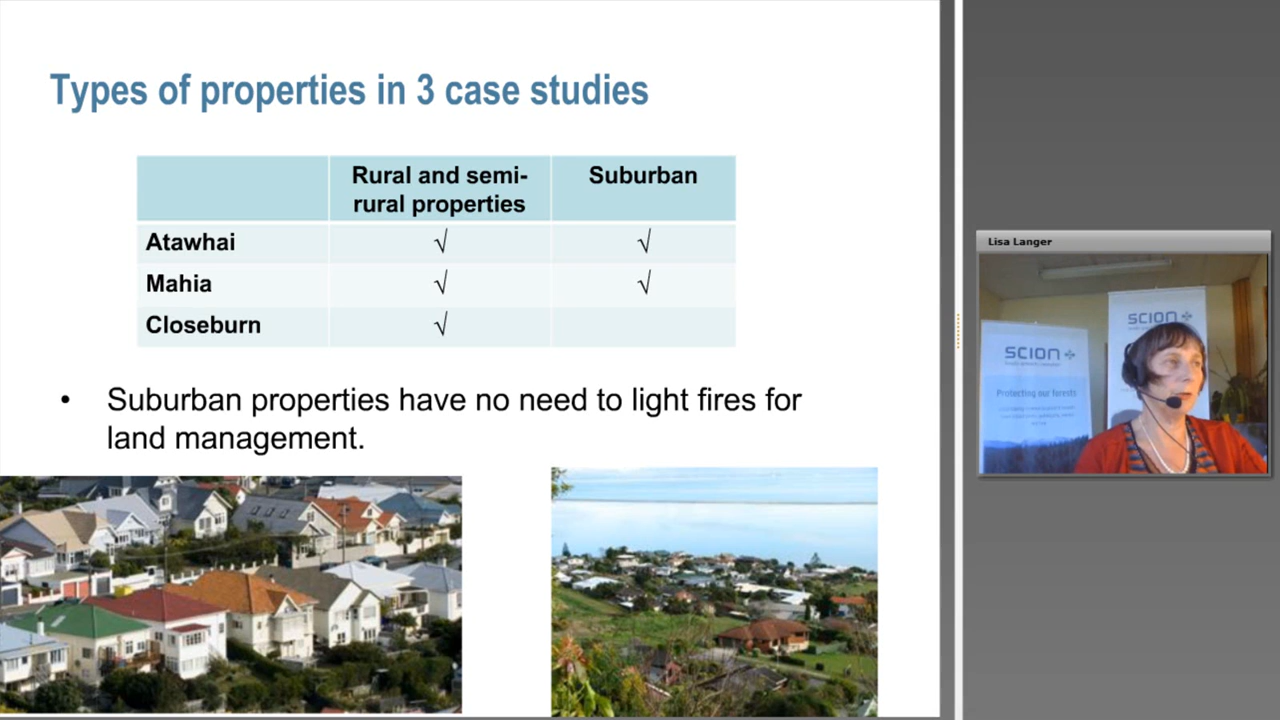 Types of properties in 3 case studies
Rural and semi-
rural properties
Suburban
Atawhai √ √
Mahia √ √
Closeburn √
• Suburban properties have no need to light fires for
land management.
Lisa Langer
SCION
SCION
Protecting our forests